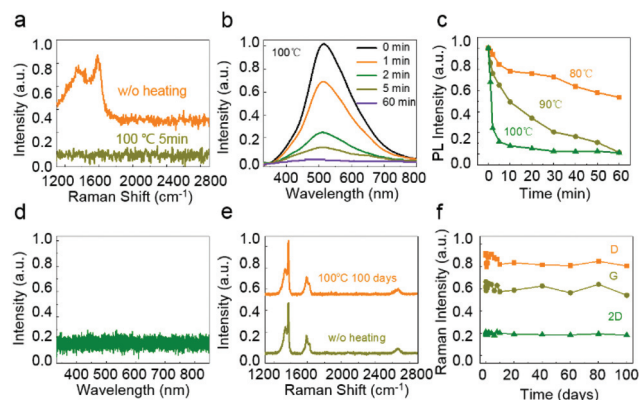 a
Intensity (a.u.)
1.0
0.8
0.6
0.4
0.2
0.0
w/o heating
100 ℃ 5min
1200 1600 2000 2400 2800
Raman Shift (cm⁻¹)
b
Intensity (a.u.)
1.0
0.8
0.6
0.4
0.2
0.0
100℃
0 min
1 min
2 min
5 min
60 min
400 500 600 700 800
Wavelength (nm)
c
PL Intensity (a.u.)
1.0
0.8
0.6
0.4
0.2
0.0
80℃
90℃
100℃
0 10 20 30 40 50 60
Time (min)
d
Intensity (a.u.)
1.0
0.8
0.6
0.4
0.2
0.0
400 500 600 700 800
Wavelength (nm)
e
Intensity (a.u.)
1.0
0.8
0.6
0.4
0.2
0.0
100℃ 100 days
w/o heating
1200 1600 2000 2400 2800
Raman Shift (cm⁻¹)
f
Raman Intensity (a.u.)
1.0
0.8
0.6
0.4
0.2
0.0
D
G
2D
0 20 40 60 80 100
Time (days)